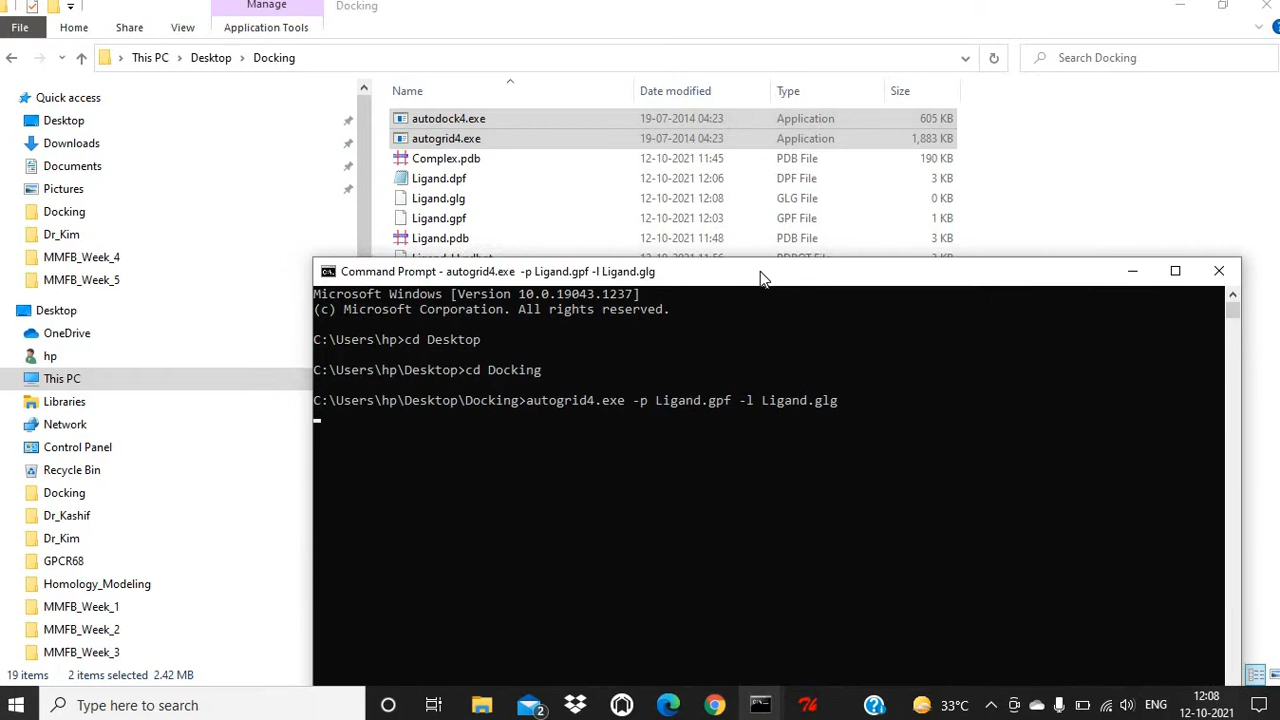 Manage
Docking
File
Home
Share
View
Application Tools
This PC
Desktop
Docking
Search Docking
Name
Date modified
Type
Size
Quick access
Desktop
Downloads
Documents
Pictures
Docking
Dr_Kim
MMFB_Week_4
MMFB_Week_5
Desktop
OneDrive
hp
This PC
Libraries
Network
Control Panel
Recycle Bin
Docking
Dr_Kashif
Dr_Kim
GPCR68
Homology_Modeling
MMFB_Week_1
MMFB_Week_2
MMFB_Week_3
autodock4.exe 19-07-2014 04:23 Application 605 KB
autogrid4.exe 19-07-2014 04:23 Application 1,883 KB
Complex.pdb 12-10-2021 11:45 PDB File 190 KB
Ligand.dpf 12-10-2021 12:06 DPF File 3 KB
Ligand.glg 12-10-2021 12:08 GLG File 0 KB
Ligand.gpf 12-10-2021 12:03 GPF File 1 KB
Ligand.pdb 12-10-2021 11:48 PDB File 3 KB
Command Prompt - autogrid4.exe -p Ligand.gpf -l Ligand.glg
Microsoft Windows [Version 10.0.19043.1237]
(c) Microsoft Corporation. All rights reserved.
C:\Users\hp>cd Desktop
C:\Users\hp\Desktop>cd Docking
C:\Users\hp\Desktop\Docking>autogrid4.exe -p Ligand.gpf -l Ligand.glg
19 items 2 items selected 2.42 MB
Type here to search
2
33°C
ENG
12:08
12-10-2021